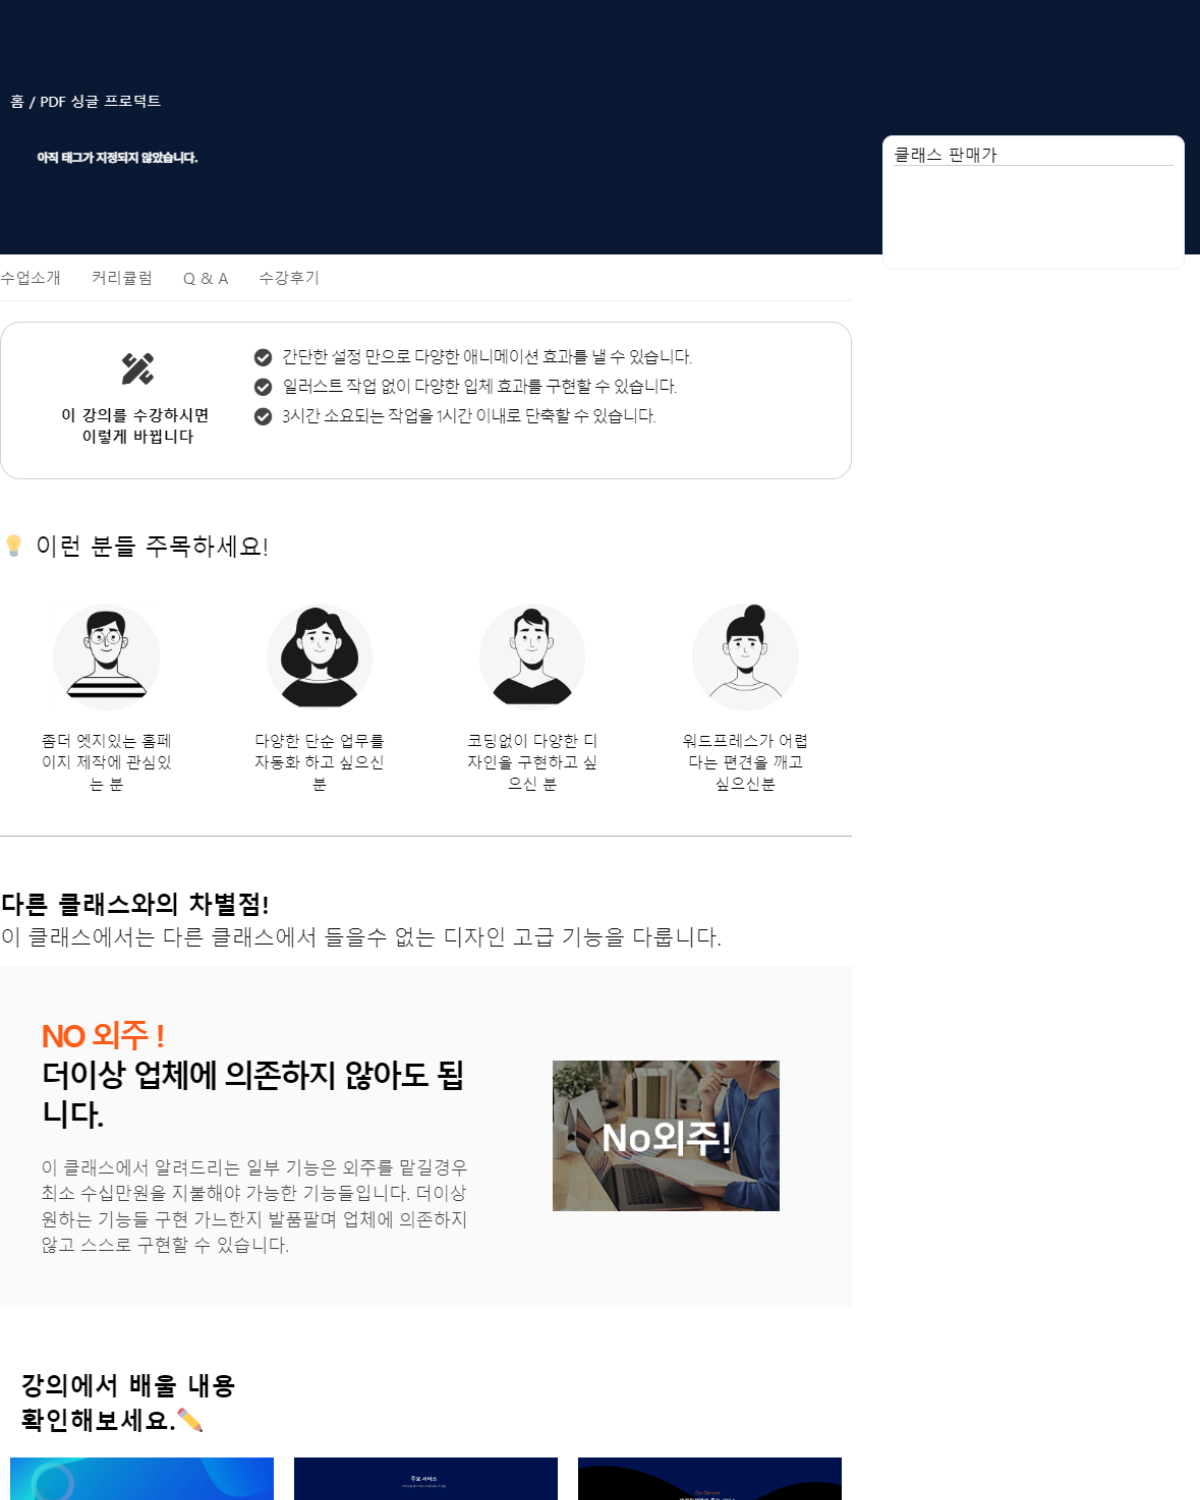 홈 / PDF 싱글 프로덕트
아직 태그가 지정되지 않았습니다.
클래스 판매가
수업소개 커리큘럼 Q & A 수강후기
이 강의를 수강하시면
이렇게 바뀝니다
간단한 설정 만으로 다양한 애니메이션 효과를 낼 수 있습니다.
일러스트 작업 없이 다양한 입체 효과를 구현할 수 있습니다.
3시간 소요되는 작업을 1시간 이내로 단축할 수 있습니다.
이런 분들 주목하세요!
좀더 엣지있는 홈페
이지 제작에 관심있
는 분
다양한 단순 업무를
자동화 하고 싶으신
분
코딩없이 다양한 디
자인을 구현하고 싶
으신 분
워드프레스가 어렵
다는 편견을 깨고
싶으신분
다른 클래스와의 차별점!
이 클래스에서는 다른 클래스에서 들을수 없는 디자인 고급 기능을 다룹니다.
NO 외주 !
더이상 업체에 의존하지 않아도 됩
니다.
이 클래스에서 알려드리는 일부 기능은 외주를 맡길경우
최소 수십만원을 지불해야 가능한 기능들입니다. 더이상
원하는 기능들 구현 가느한지 발품팔며 업체에 의존하지
않고 스스로 구현할 수 있습니다.
No외주!
강의에서 배울 내용
확인해보세요.
주요 서비스